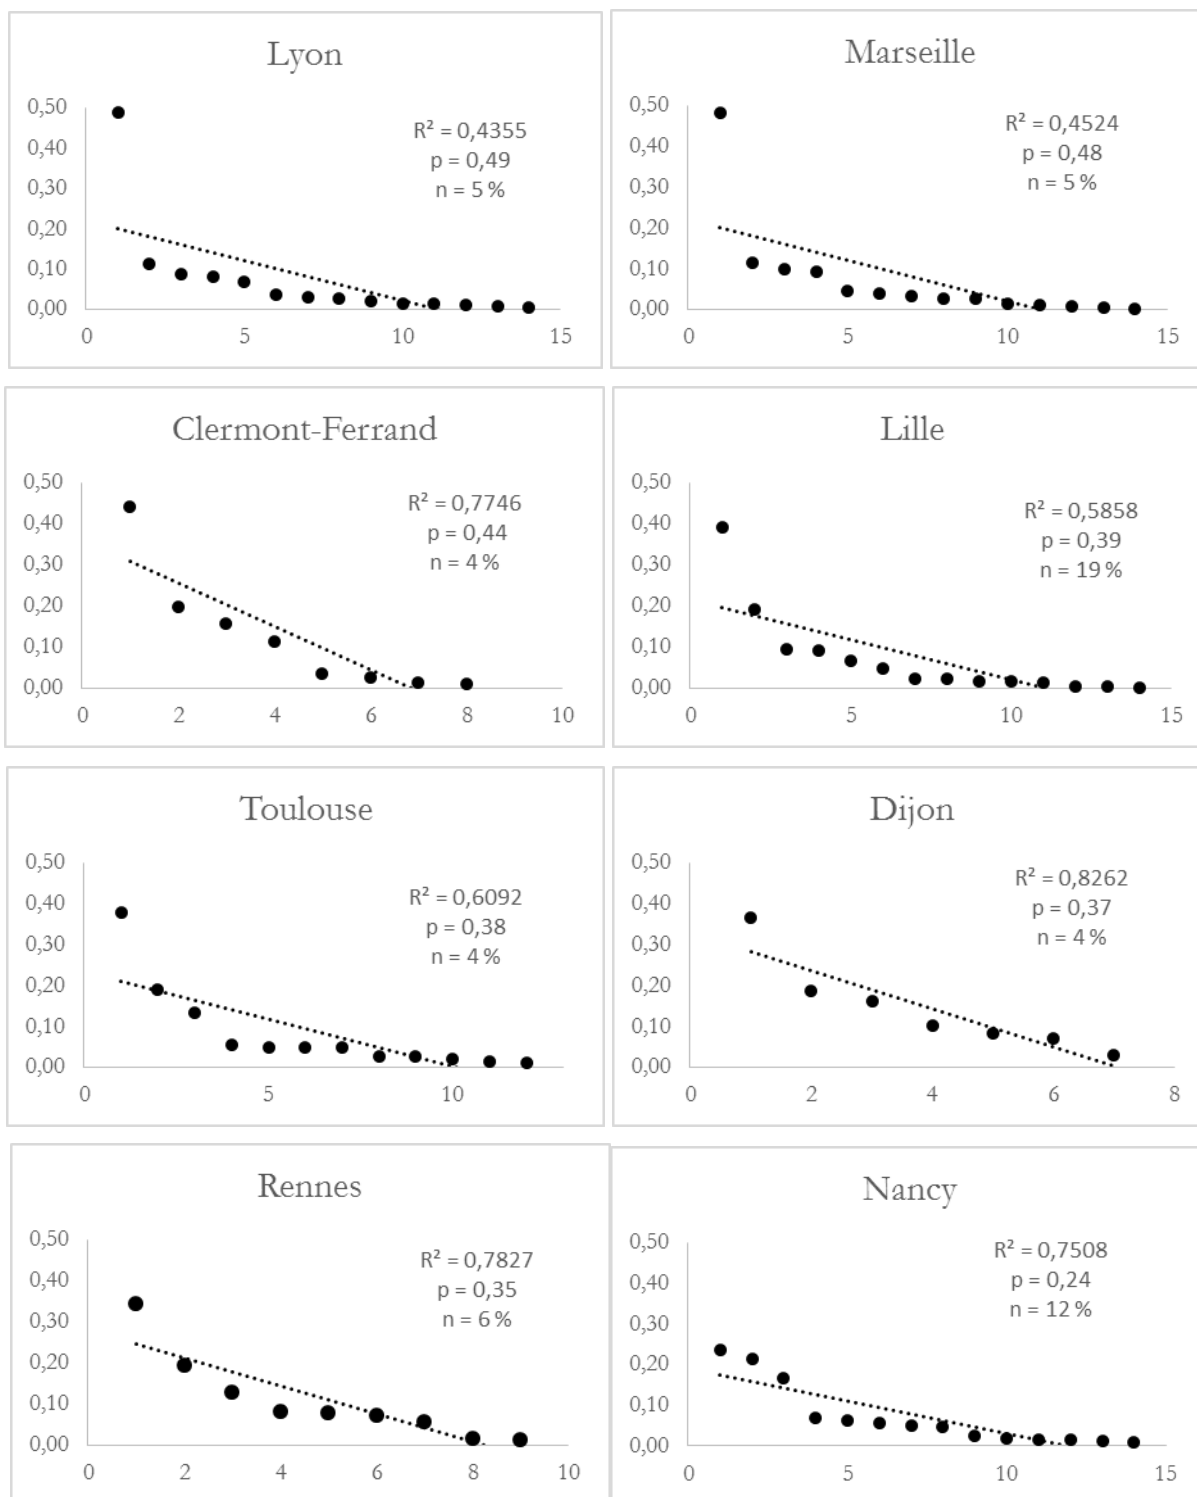 Lyon
0,50
0,40
0,30
0,20
0,10
0,00
0 5 10 15
R² = 0,4355
p = 0,49
n = 5 %
Marseille
0,50
0,40
0,30
0,20
0,10
0,00
0 5 10 15
R² = 0,4524
p = 0,48
n = 5 %
Clermont-Ferrand
0,50
0,40
0,30
0,20
0,10
0,00
0 2 4 6 8 10
R² = 0,7746
p = 0,44
n = 4 %
Lille
0,50
0,40
0,30
0,20
0,10
0,00
0 5 10 15
R² = 0,5858
p = 0,39
n = 19 %
Toulouse
0,50
0,40
0,30
0,20
0,10
0,00
0 5 10
R² = 0,6092
p = 0,38
n = 4 %
Dijon
0,50
0,40
0,30
0,20
0,10
0,00
0 2 4 6 8
R² = 0,8262
p = 0,37
n = 4 %
Rennes
0,50
0,40
0,30
0,20
0,10
0,00
0 2 4 6 8 10
R² = 0,7827
p = 0,35
n = 6 %
Nancy
0,50
0,40
0,30
0,20
0,10
0,00
0 5 10 15
R² = 0,7508
p = 0,24
n = 12 %